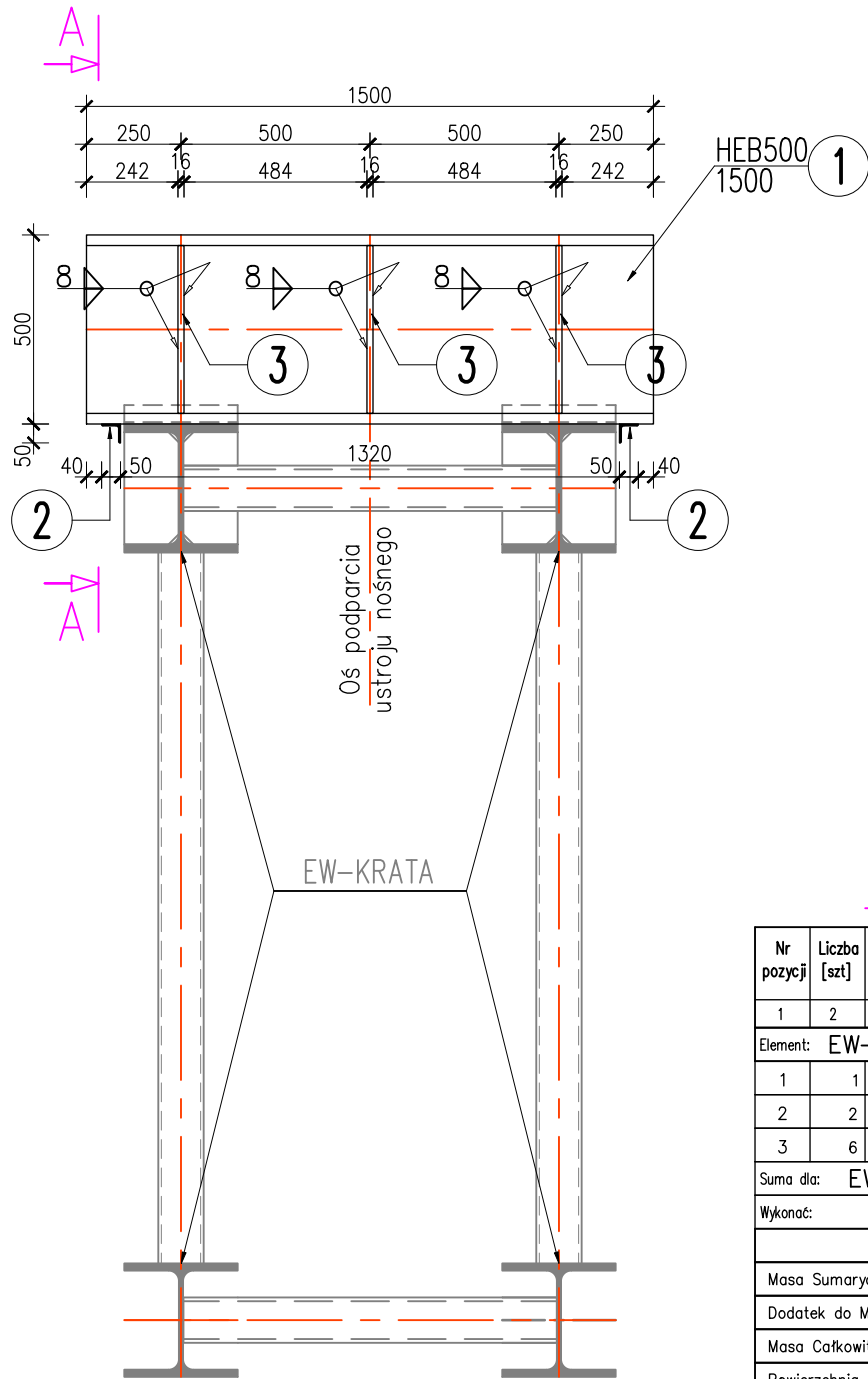 A
1500
250 500 500 250
16 16 16
242 484 484 242
HEB500
1500
1
8 8 8
500
3 3 3
50
40 50 1320 50 40
2 2
A
Oś podparcia
ustroju nośnego
EW-KRATA
Nr
pozycji
Liczba
[szt]
1 2
Element: EW-
1 1
2 2
3 6
Suma dla: EW
Wykonać:
Masa Sumary
Dodatek do M
Masa Całkowit